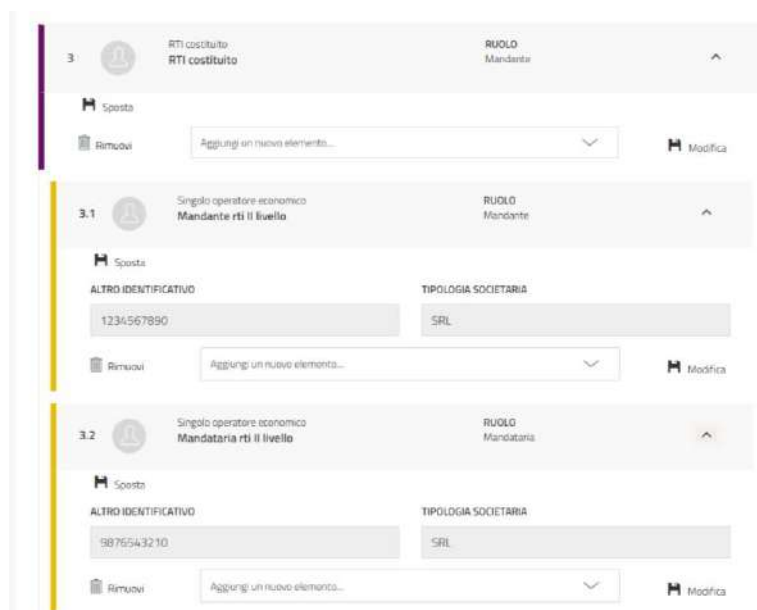 RTI costituito RUOLO
3 RTI costituito Mandante
Sposta
Rimuovi Aggiungi un nuovo elemento... Modifica
Singolo operatore economico RUOLO
3.1 Mandante rti II livello Mandante
Sposta
ALTRO IDENTIFICATIVO TIPOLOGIA SOCIETARIA
1234567890 SRL
Rimuovi Aggiungi un nuovo elemento... Modifica
Singolo operatore economico RUOLO
3.2 Mandataria rti II livello Mandataria
Sposta
ALTRO IDENTIFICATIVO TIPOLOGIA SOCIETARIA
9876543210 SRL
Rimuovi Aggiungi un nuovo elemento... Modifica